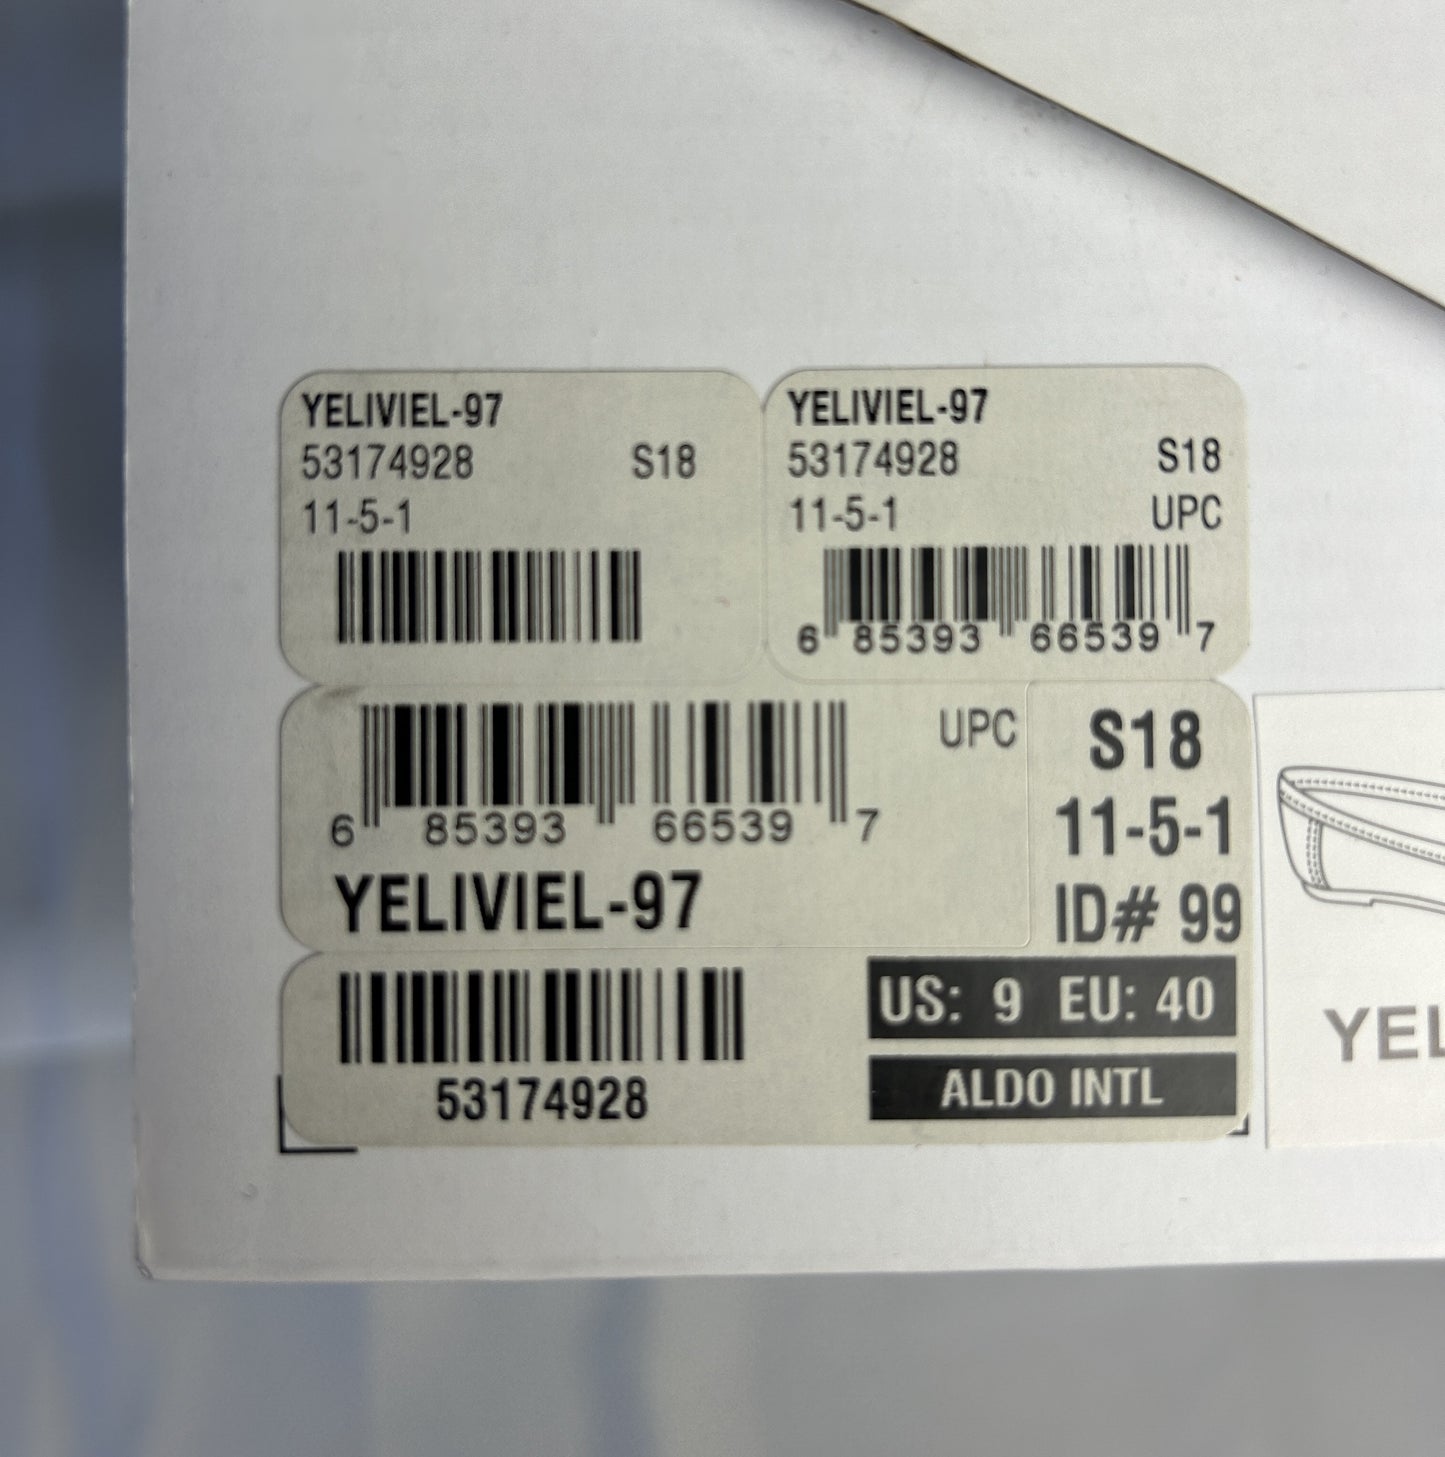 YELIVIEL-97
53174928 S18
11-5-1
YELIVIEL-97
53174928 S18
11-5-1 UPC
6 85393 66539 7
UPC
6 85393 66539 7
YELIVIEL-97
S18
11-5-1
ID# 99
53174928
US: 9 EU: 40
ALDO INTL
YEL